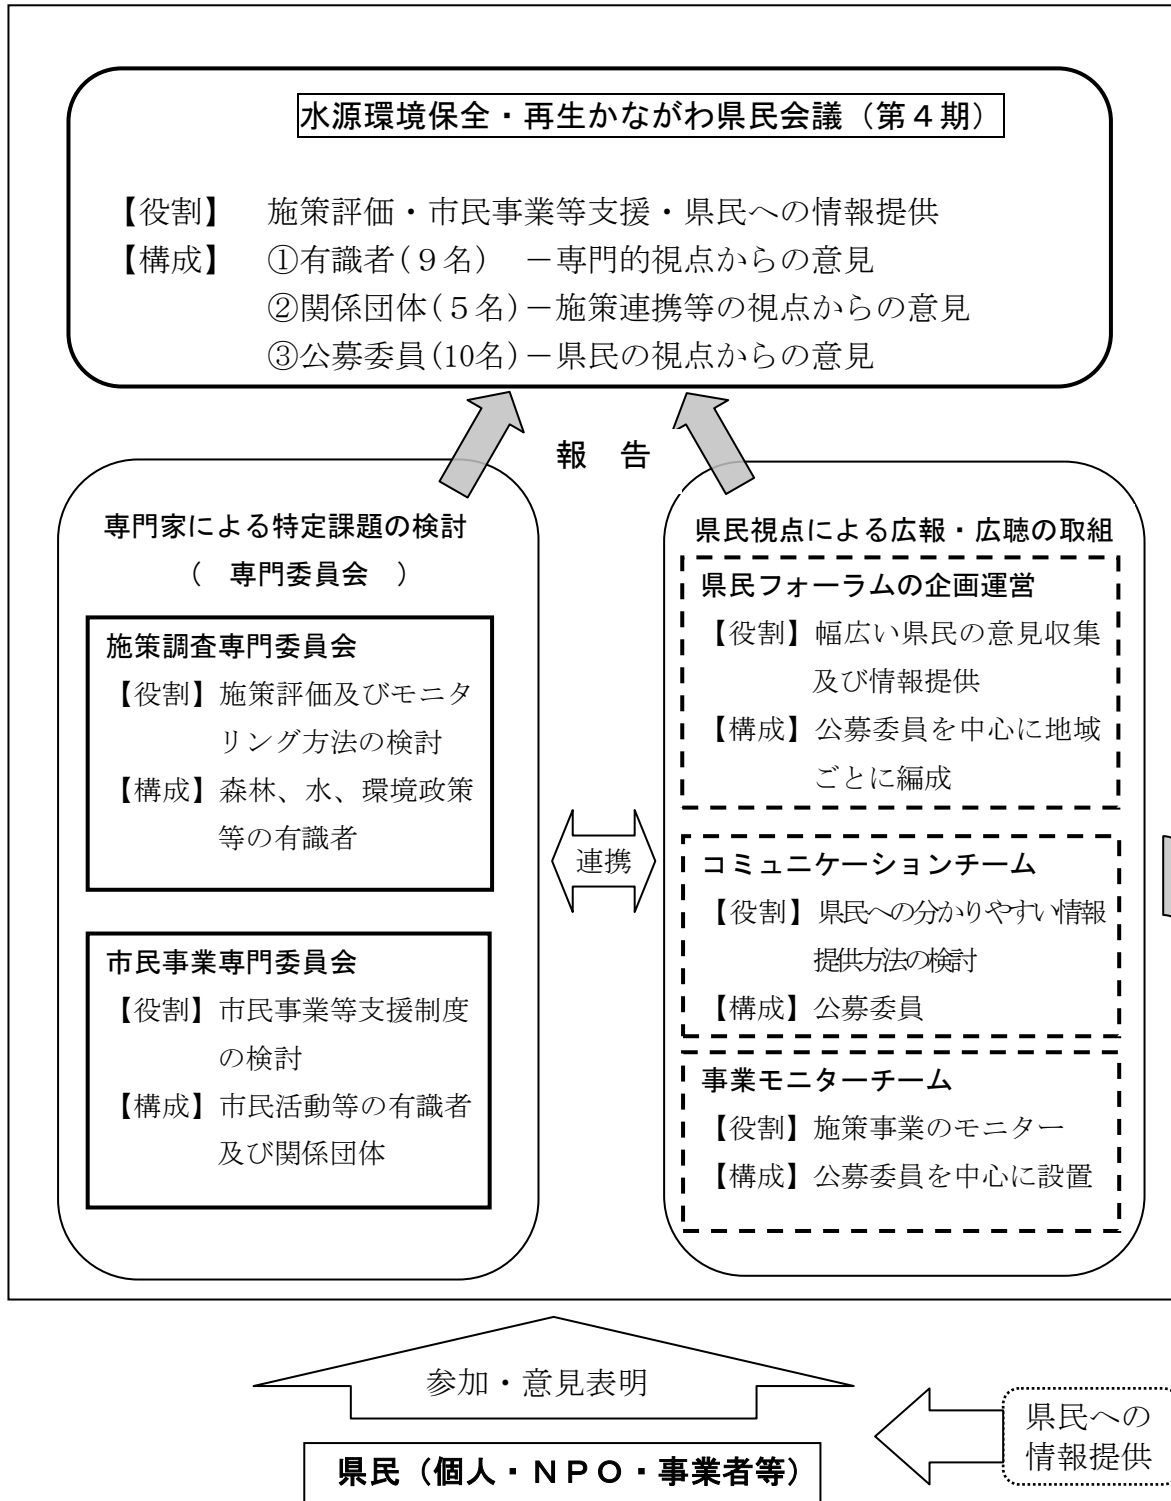 水源環境保全・再生かながわ県民会議（第４期）
【役割】 施策評価・市民事業等支援・県民への情報提供
【構成】 ①有識者(９名) －専門的視点からの意見
②関係団体(５名)－施策連携等の視点からの意見
③公募委員(10名)－県民の視点からの意見
報 告
専門家による特定課題の検討
（ 専門委員会 ）
施策調査専門委員会
【役割】施策評価及びモニタ
リング方法の検討
【構成】森林、水、環境政策
等の有識者
市民事業専門委員会
【役割】市民事業等支援制度
の検討
【構成】市民活動等の有識者
及び関係団体
連携
県民視点による広報・広聴の取組
県民フォーラムの企画運営
【役割】幅広い県民の意見収集
及び情報提供
【構成】公募委員を中心に地域
ごとに編成
コミュニケーションチーム
【役割】県民への分かりやすい情報
提供方法の検討
【構成】公募委員
事業モニターチーム
【役割】施策事業のモニター
【構成】公募委員を中心に設置
参加・意見表明
県民（個人・ＮＰＯ・事業者等）
県民への
情報提供